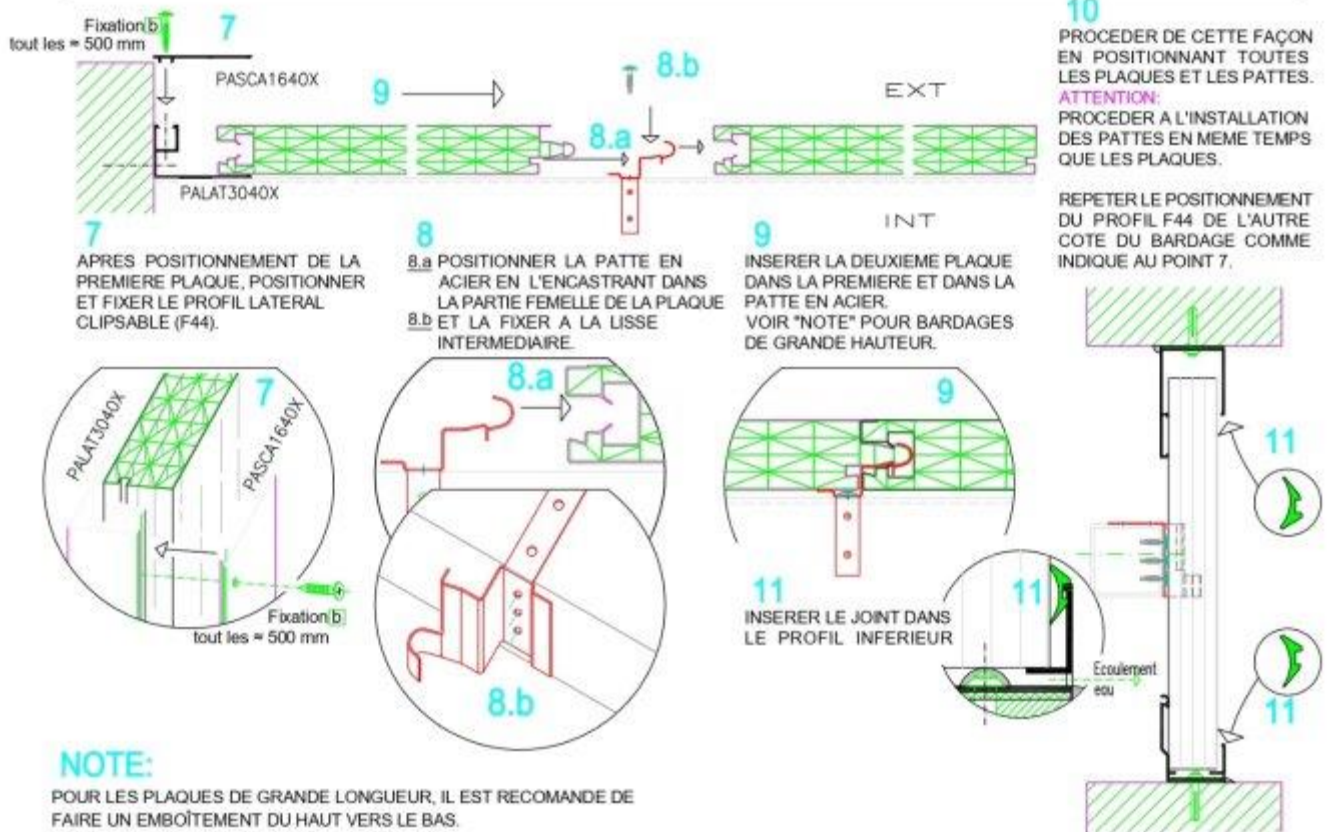 Fixation b
tout les ≈ 500 mm
7
PASCA1640X
PALAT3040X
9
8.a
8.b
EXT
INT
7
APRES POSITIONNEMENT DE LA
PREMIERE PLAQUE, POSITIONNER
ET FIXER LE PROFIL LATERAL
CLIPSABLE (F44).
8
8.a POSITIONNER LA PATTE EN
ACIER EN L'ENCASTRANT DANS
LA PARTIE FEMELLE DE LA PLAQUE
8.b ET LA FIXER A LA LISSE
INTERMEDIAIRE.
9
INSERER LA DEUXIEME PLAQUE
DANS LA PREMIERE ET DANS LA
PATTE EN ACIER.
VOIR "NOTE" POUR BARDAGES
DE GRANDE HAUTEUR.
10
PROCEDER DE CETTE FAÇON
EN POSITIONNANT TOUTES
LES PLAQUES ET LES PATTES.
ATTENTION:
PROCEDER A L'INSTALLATION
DES PATTES EN MEME TEMPS
QUE LES PLAQUES.
REPETER LE POSITIONNEMENT
DU PROFIL F44 DE L'AUTRE
COTE DU BARDAGE COMME
INDIQUE AU POINT 7.
PALAT3040X
7
PASCA1640X
Fixation b
tout les ≈ 500 mm
8.a
8.b
9
11
INSERER LE JOINT DANS
LE PROFIL INFERIEUR
11
Ecoulement
eau
11
11
NOTE:
POUR LES PLAQUES DE GRANDE LONGUEUR, IL EST RECOMANDE DE
FAIRE UN EMBOÎTEMENT DU HAUT VERS LE BAS.